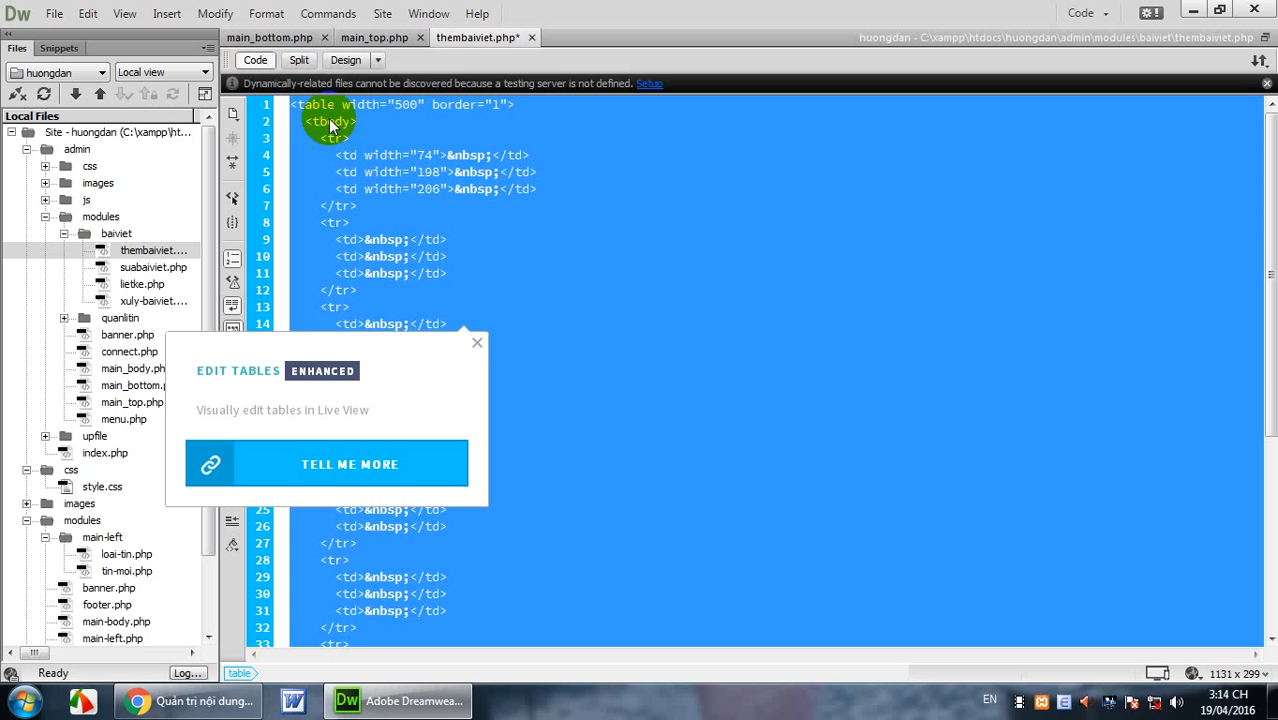 Dw File Edit View Insert Modify Format Commands Site Window Help Code
Files Snippets
main_bottom.php main_top.php thembaiviet.php*
huongdan - C:\xampp\htdocs\huongdan\admin\modules\baiviet\thembaiviet.php
huongdan Local view
Code Split Design
Dynamically-related files cannot be discovered because a testing server is not defined. Setup
Local Files
Site - huongdan (C:\xampp\ht...
admin
css
images
js
modules
baiviet
thembaiviet....
suabaiviet.php
lietke.php
xuly-baiviet....
quanlitin
banner.php
connect.php
main_body.ph
main_bottom.
main_top.php
menu.php
upfile
index.php
css
style.css
images
modules
main-left
loai-tin.php
tin-moi.php
banner.php
footer.php
main-body.php
main-left.php
1 <table width="500" border="1">
2 <tbody>
3 <tr>
4 <td width="74">&nbsp;</td>
5 <td width="198">&nbsp;</td>
6 <td width="206">&nbsp;</td>
7 </tr>
8 <tr>
9 <td>&nbsp;</td>
10 <td>&nbsp;</td>
11 <td>&nbsp;</td>
12 </tr>
13 <tr>
14 <td>&nbsp;</td>
EDIT TABLES ENHANCED
Visually edit tables in Live View
TELL ME MORE
25 <td>&nbsp;</td>
26 <td>&nbsp;</td>
27 </tr>
28 <tr>
29 <td>&nbsp;</td>
30 <td>&nbsp;</td>
31 <td>&nbsp;</td>
32 </tr>
33 <tr>
Ready Log...
table
1131 x 299
Quản trị nội dung...
Adobe Dreamwea...
EN
3:14 CH
19/04/2016